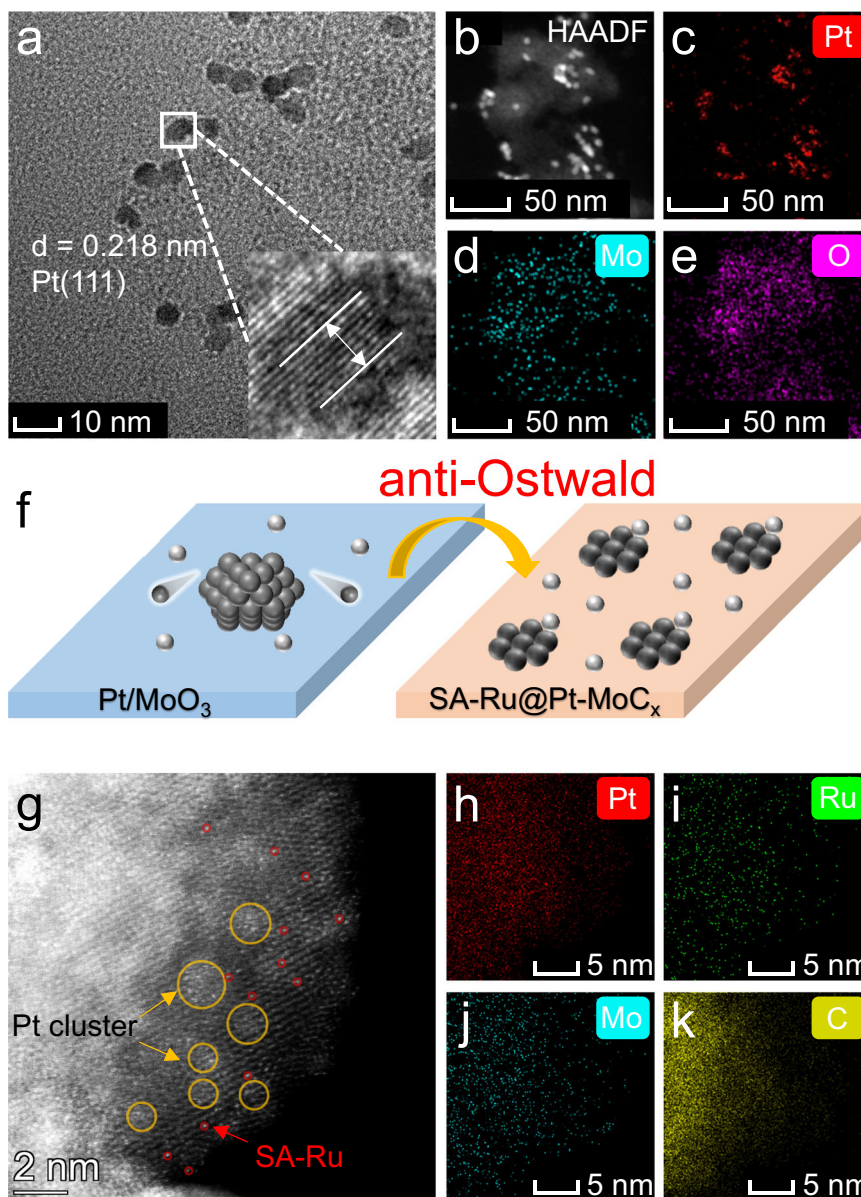 a
d = 0.218 nm
Pt(111)
10 nm
b
HAADF
50 nm
c
Pt
50 nm
d
Mo
50 nm
e
O
50 nm
f
anti-Ostwald
Pt/MoO₃
SA-Ru@Pt-MoCₓ
g
Pt cluster
SA-Ru
2 nm
h
Pt
5 nm
i
Ru
5 nm
j
Mo
5 nm
k
C
5 nm